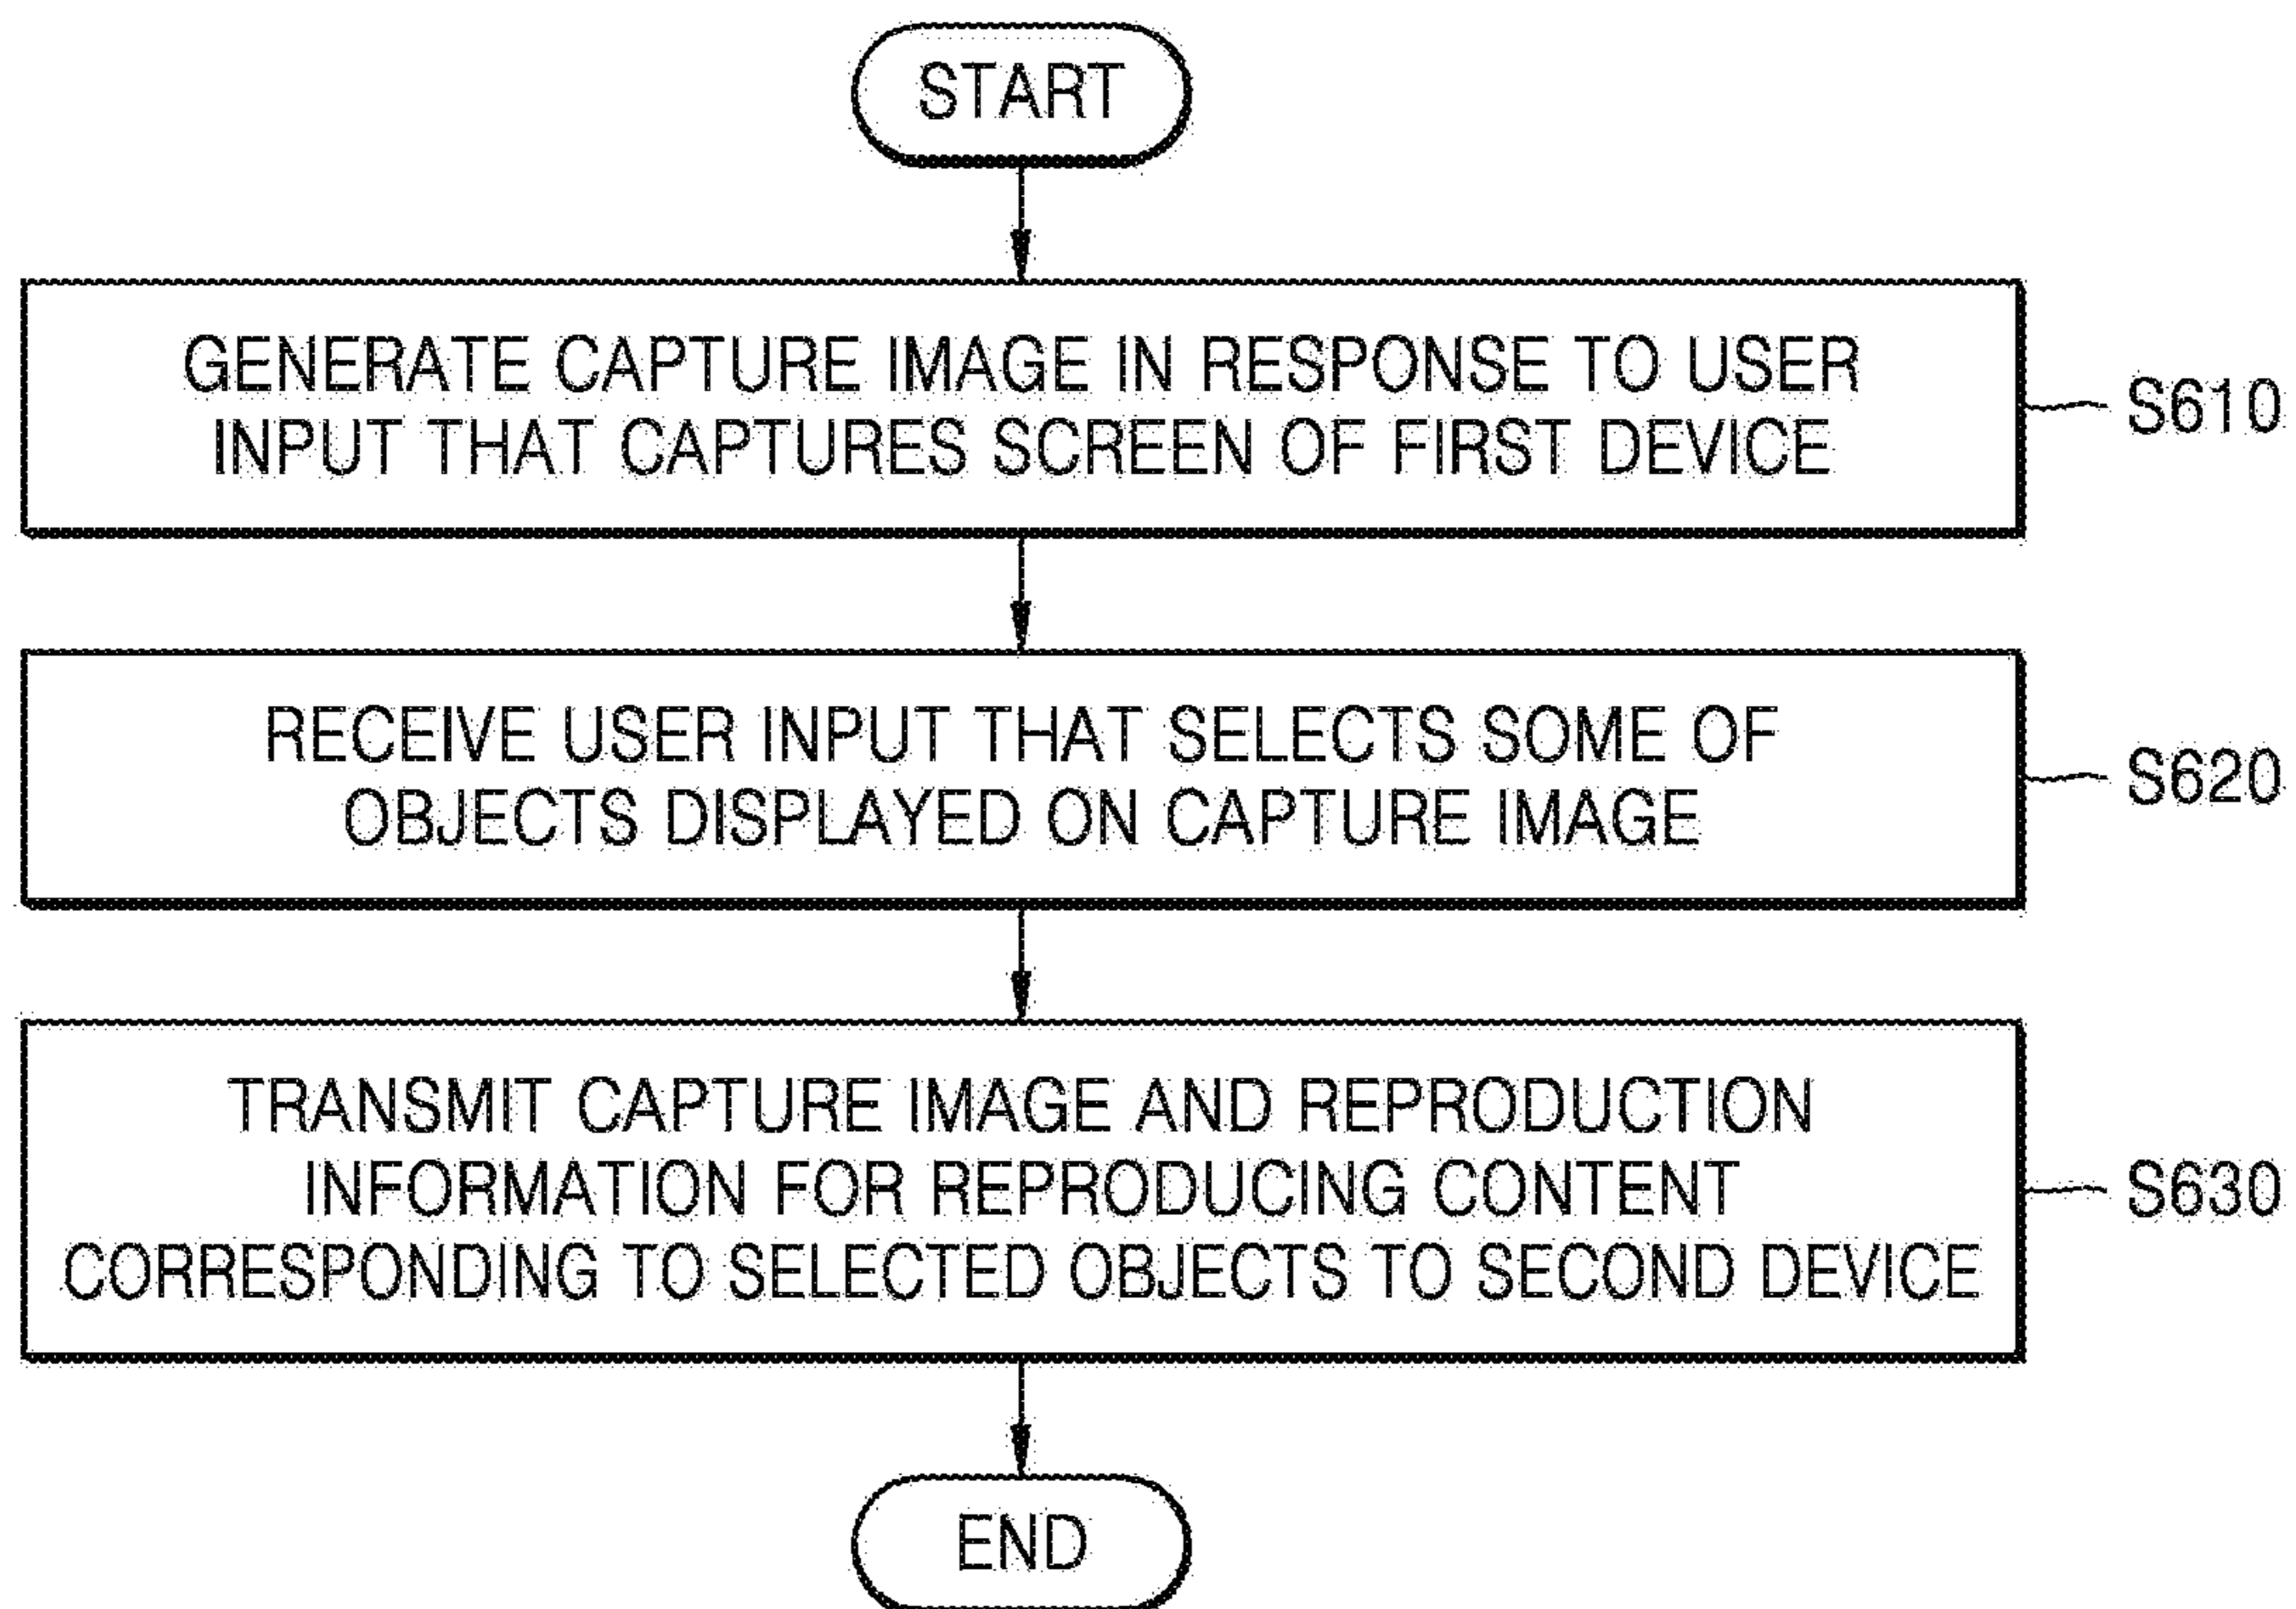 START
GENERATE CAPTURE IMAGE IN RESPONSE TO USER
INPUT THAT CAPTURES SCREEN OF FIRST DEVICE
S610
RECEIVE USER INPUT THAT SELECTS SOME OF
OBJECTS DISPLAYED ON CAPTURE IMAGE
S620
TRANSMIT CAPTURE IMAGE AND REPRODUCTION
INFORMATION FOR REPRODUCING CONTENT
CORRESPONDING TO SELECTED OBJECTS TO SECOND DEVICE
S630
END